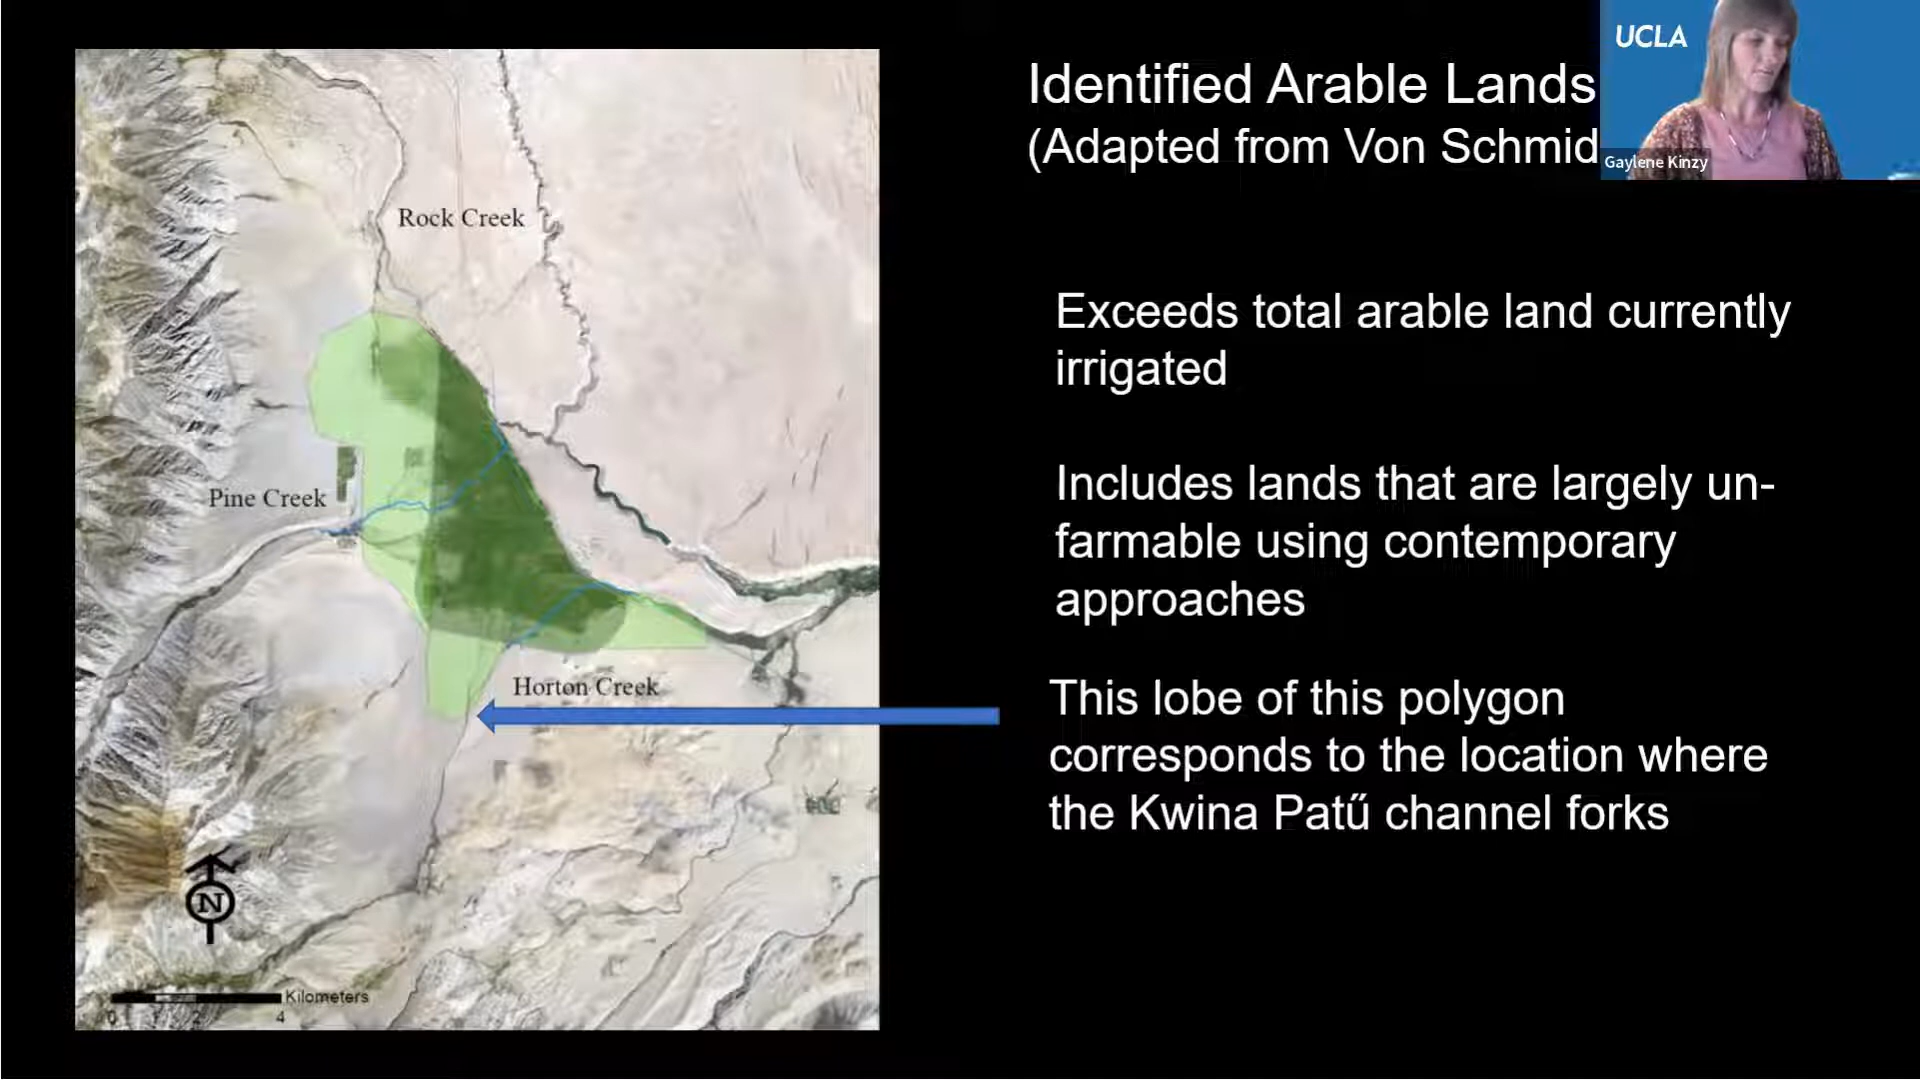 UCLA
Gaylene Kinzy
Identified Arable Lands
(Adapted from Von Schmid
Exceeds total arable land currently
irrigated
Includes lands that are largely un-
farmable using contemporary
approaches
This lobe of this polygon
corresponds to the location where
the Kwina Patű channel forks
Rock Creek
Pine Creek
Horton Creek
N
Kilometers
0 1 2 4